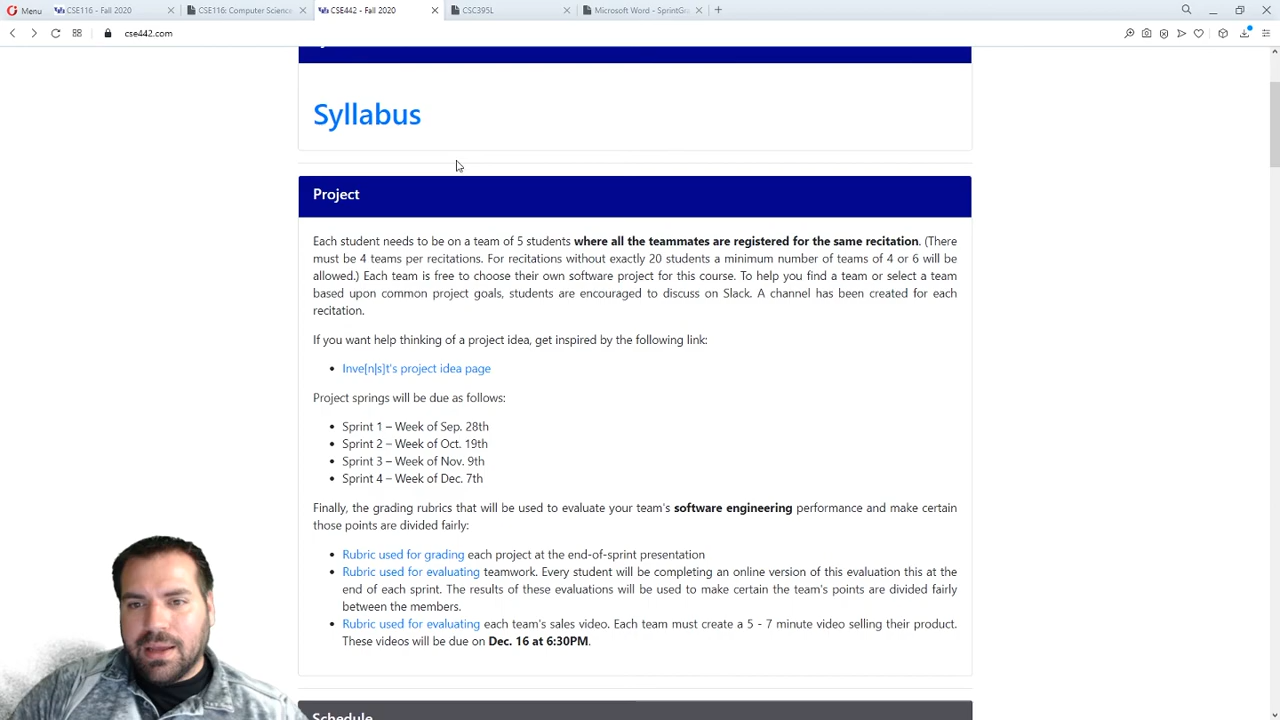 Menu
CSE116 - Fall 2020
CSE116: Computer Science
CSE442 - Fall 2020
CSC395L
Microsoft Word - SprintGra
cse442.com
Syllabus
Project
Each student needs to be on a team of 5 students where all the teammates are registered for the same recitation. (There
must be 4 teams per recitations. For recitations without exactly 20 students a minimum number of teams of 4 or 6 will be
allowed.) Each team is free to choose their own software project for this course. To help you find a team or select a team
based upon common project goals, students are encouraged to discuss on Slack. A channel has been created for each
recitation.
If you want help thinking of a project idea, get inspired by the following link:
• Inve[n|s]t's project idea page
Project springs will be due as follows:
• Sprint 1 – Week of Sep. 28th
• Sprint 2 – Week of Oct. 19th
• Sprint 3 – Week of Nov. 9th
• Sprint 4 – Week of Dec. 7th
Finally, the grading rubrics that will be used to evaluate your team's software engineering performance and make certain
those points are divided fairly:
• Rubric used for grading each project at the end-of-sprint presentation
• Rubric used for evaluating teamwork. Every student will be completing an online version of this evaluation this at the
end of each sprint. The results of these evaluations will be used to make certain the team's points are divided fairly
between the members.
• Rubric used for evaluating each team's sales video. Each team must create a 5 - 7 minute video selling their product.
These videos will be due on Dec. 16 at 6:30PM.
Schedule